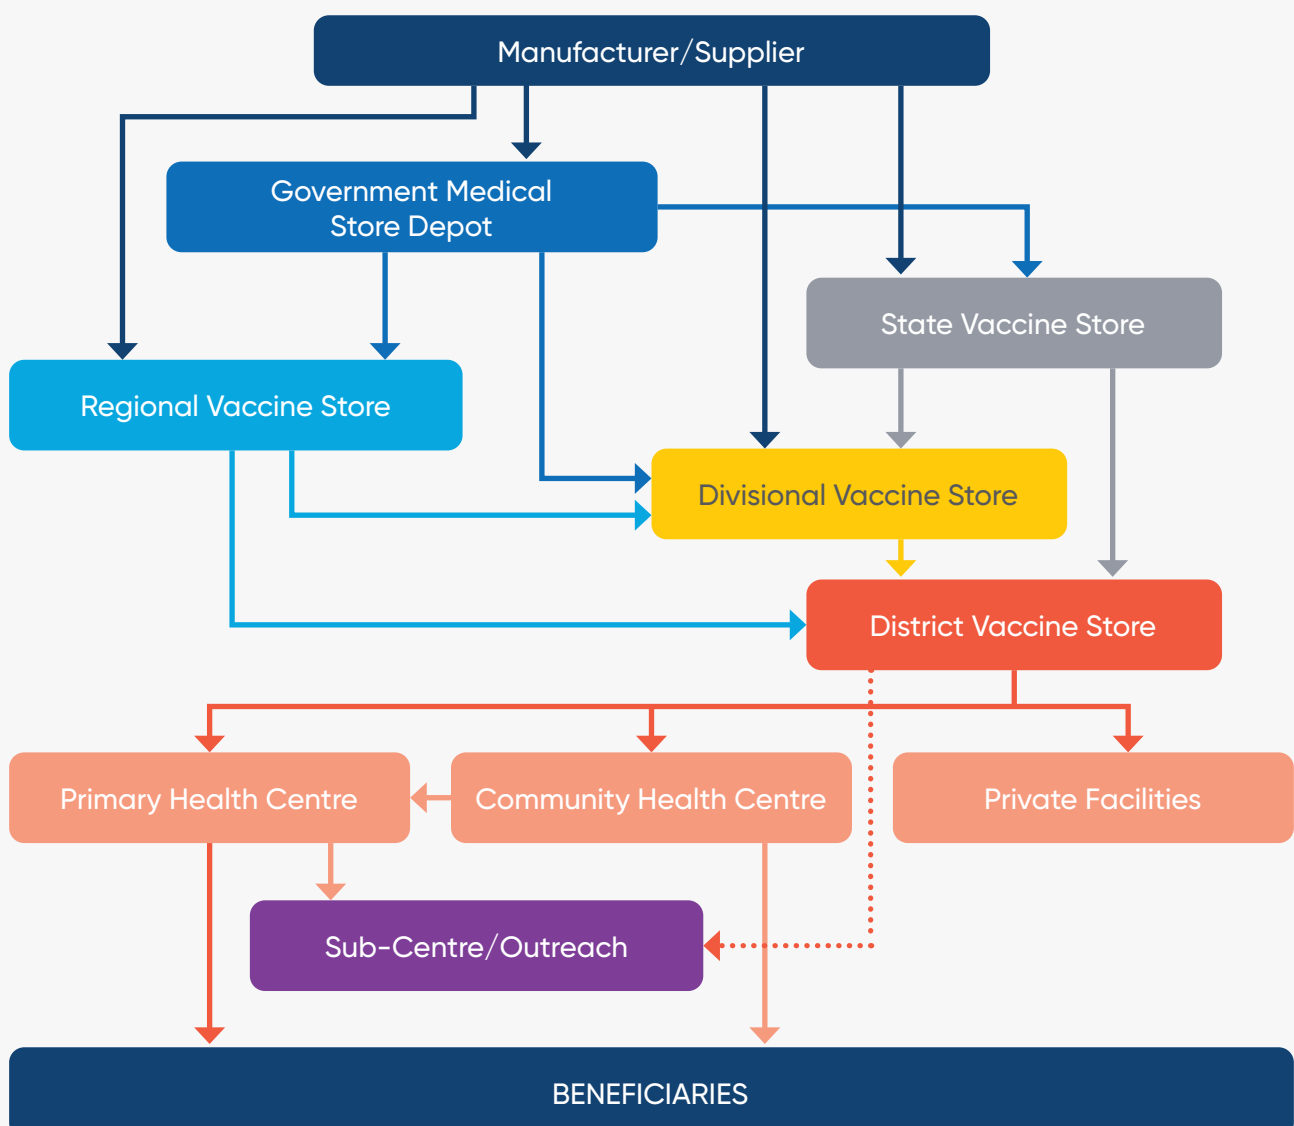 Manufacturer/Supplier
Government Medical
Store Depot
State Vaccine Store
Regional Vaccine Store
Divisional Vaccine Store
District Vaccine Store
Primary Health Centre
Community Health Centre
Private Facilities
Sub-Centre/Outreach
BENEFICIARIES